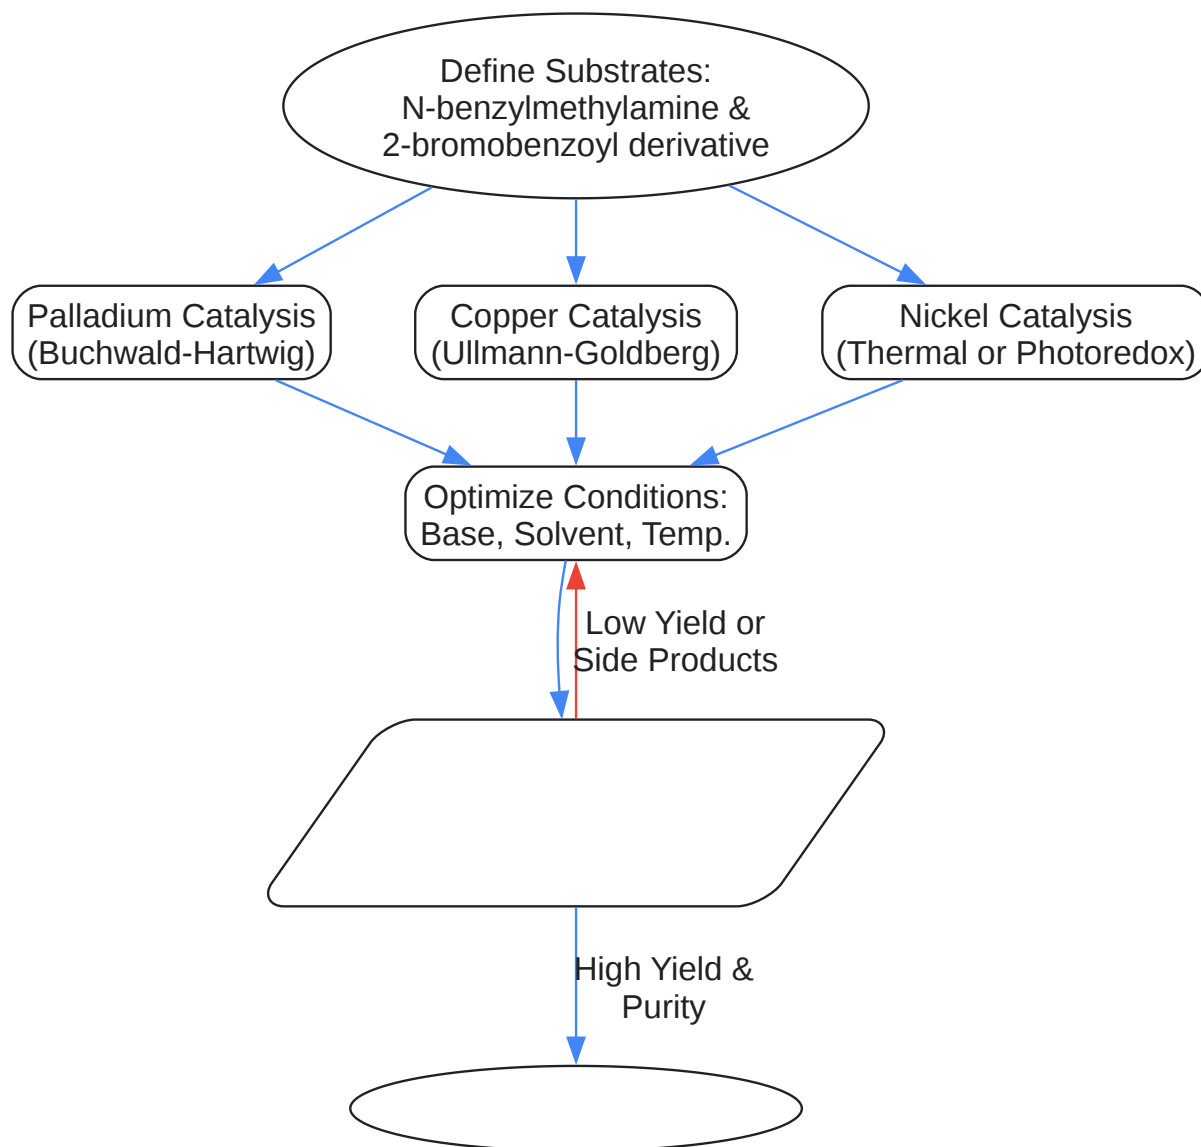 Define Substrates:
N-benzylmethylamine &
2-bromobenzoyl derivative
Palladium Catalysis
(Buchwald-Hartwig)
Copper Catalysis
(Ullmann-Goldberg)
Nickel Catalysis
(Thermal or Photoredox)
Optimize Conditions:
Base, Solvent, Temp.
Low Yield or
Side Products
High Yield &
Purity